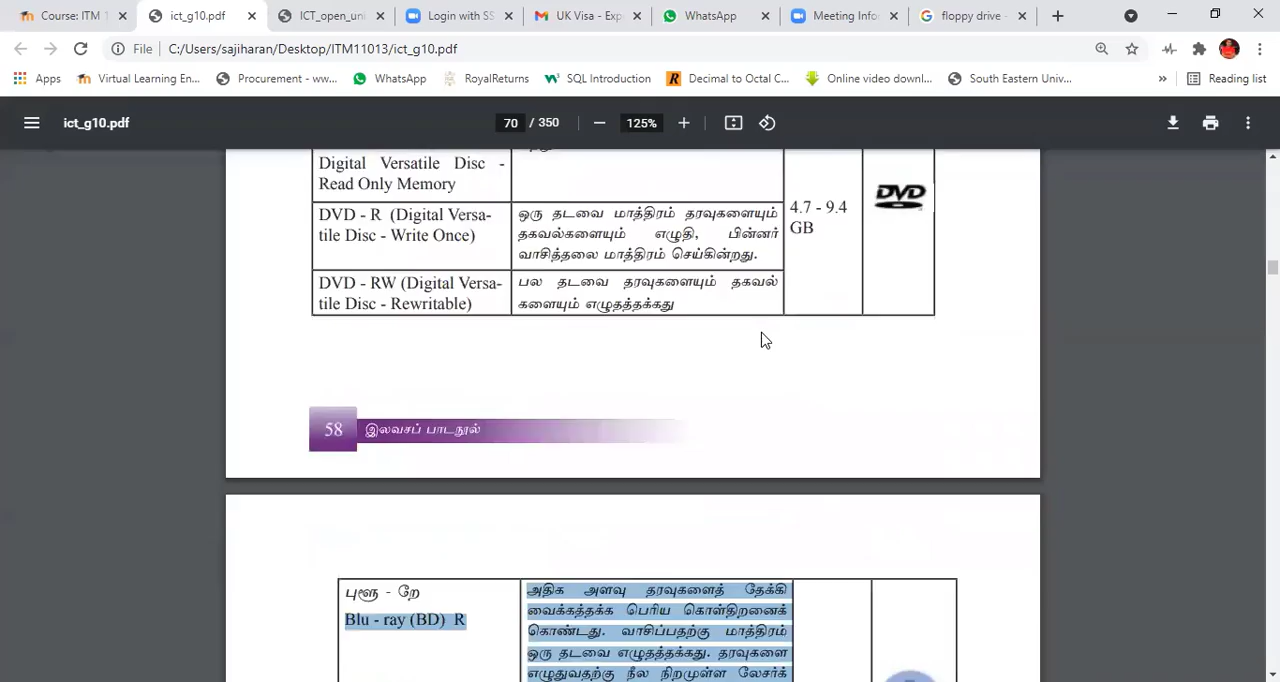 Course: ITM 1
ict_g10.pdf
ICT_open_uni
Login with SS
UK Visa - Exp
WhatsApp
Meeting Info
floppy drive -
File
C:/Users/sajiharan/Desktop/ITM11013/ict_g10.pdf
Apps
Virtual Learning En...
Procurement - ww...
WhatsApp
RoyalReturns
SQL Introduction
Decimal to Octal C...
Online video downl...
South Eastern Univ...
»
Reading list
ict_g10.pdf
70 / 350
125%
Digital Versatile Disc -
Read Only Memory
DVD - R (Digital Versa-
tile Disc - Write Once)
ஒரு தடவை மாத்திரம் தரவுகளையும்
தகவல்களையும் எழுதி, பின்னர்
வாசித்தலை மாத்திரம் செய்கின்றது.
4.7 - 9.4
GB
DVD
DVD - RW (Digital Versa-
tile Disc - Rewritable)
பல தடவை தரவுகளையும் தகவல்
களையும் எழுதத்தக்கது
58
இலவசப் பாடநூல்
புளூ - றே
Blu - ray (BD) R
அதிக அளவு தரவுகளைத் தேக்கி
வைக்கத்தக்க பெரிய கொள்திறனைக்
கொண்டது. வாசிப்பதற்கு மாத்திரம்
ஒரு தடவை எழுதத்தக்கது. தரவுகளை
எழுதுவதற்கு நீல நிறமுள்ள லேசர்க்